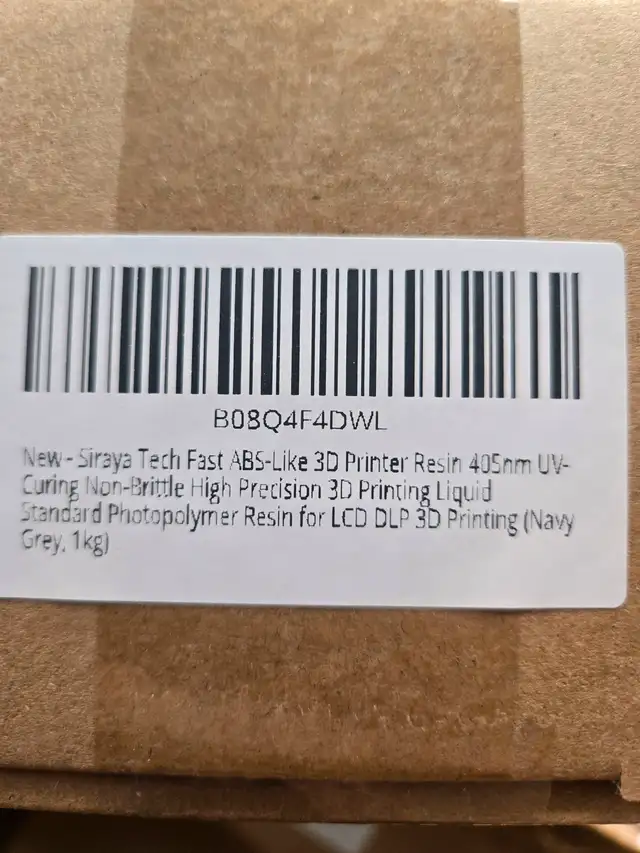 B08Q4F4DWL
New - Siraya Tech Fast ABS-Like 3D Printer Resin 405nm UV-
Curing Non-Brittle High Precision 3D Printing Liquid
Standard Photopolymer Resin for LCD DLP 3D Printing (Navy
Grey, 1kg)